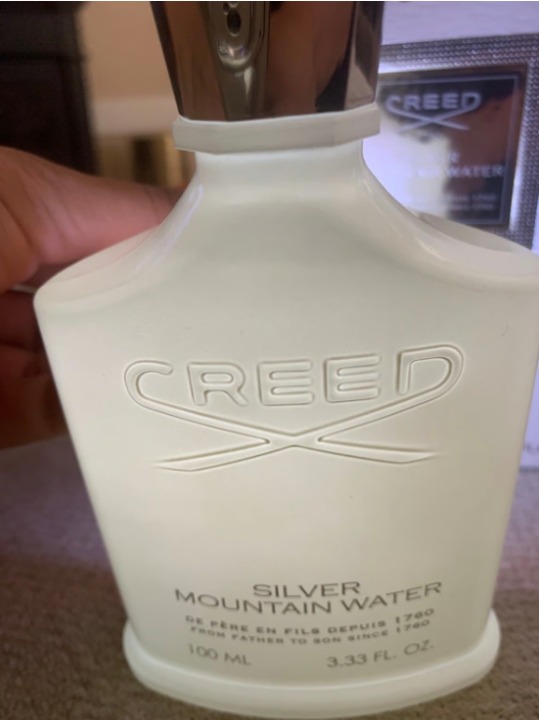 CREED
WATER
CREED
SILVER
MOUNTAIN WATER
DE PÈRE EN FILS DEPUIS 1760
FROM FATHER TO SON SINCE 1760
100 ML 3.33 FL. OZ.